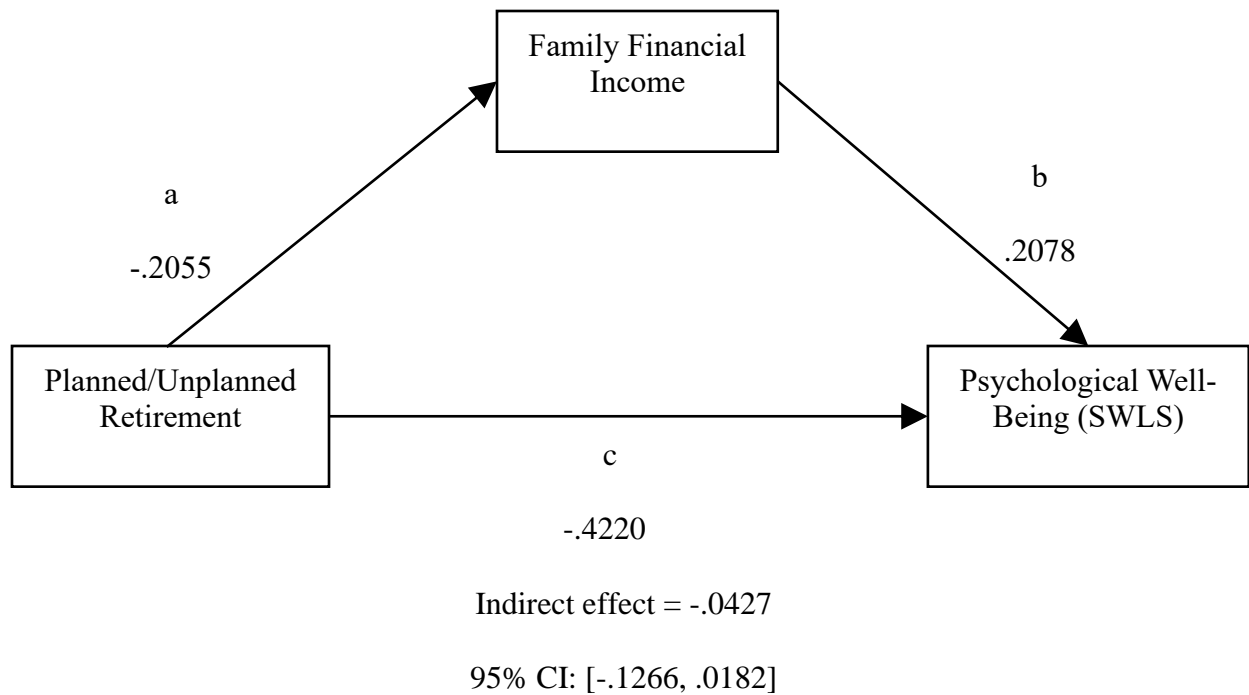 Family Financial
Income
a
-.2055
b
.2078
Planned/Unplanned
Retirement
Psychological Well-
Being (SWLS)
c
-.4220
Indirect effect = -.0427
95% CI: [-.1266, .0182]